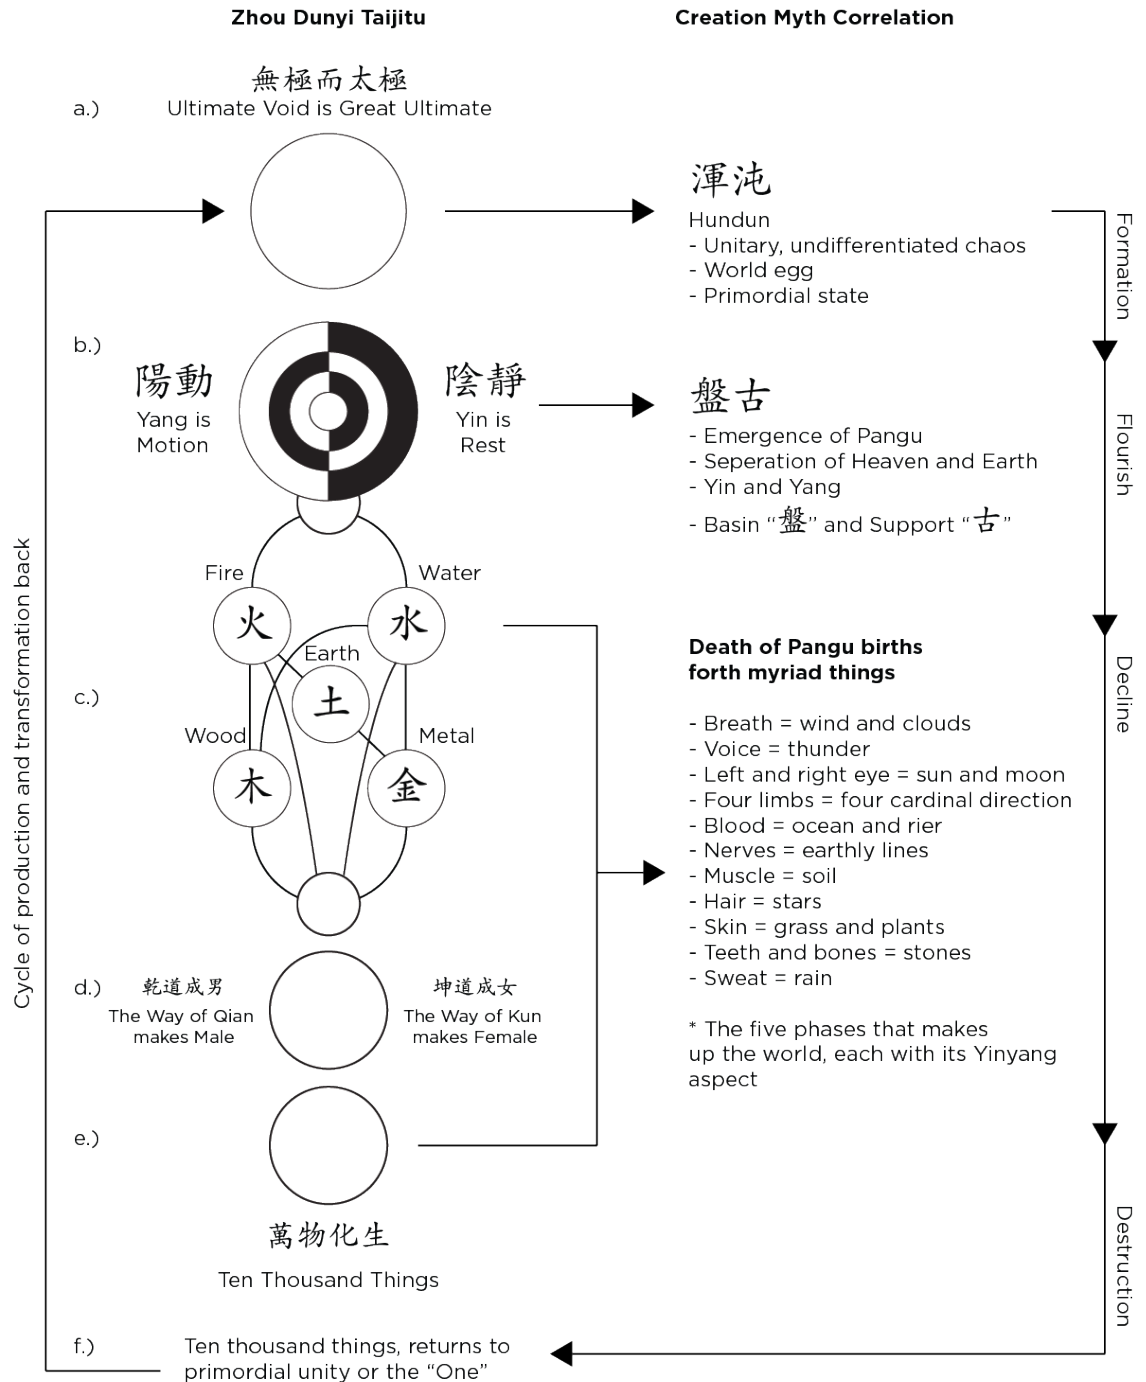 Zhou Dunyi Taijitu
Creation Myth Correlation
a.)
無極而太極
Ultimate Void is Great Ultimate
渾沌
Hundun
- Unitary, undifferentiated chaos
- World egg
- Primordial state
Formation
b.)
陽動
Yang is
Motion
陰靜
Yin is
Rest
盤古
- Emergence of Pangu
- Seperation of Heaven and Earth
- Yin and Yang
- Basin “盤” and Support “古”
Flourish
c.)
Fire
火
Water
水
Earth
土
Wood
木
Metal
金
Death of Pangu births
forth myriad things
- Breath = wind and clouds
- Voice = thunder
- Left and right eye = sun and moon
- Four limbs = four cardinal direction
- Blood = ocean and rier
- Nerves = earthly lines
- Muscle = soil
- Hair = stars
- Skin = grass and plants
- Teeth and bones = stones
- Sweat = rain
* The five phases that makes
up the world, each with its Yinyang
aspect
Decline
d.)
乾道成男
The Way of Qian
makes Male
坤道成女
The Way of Kun
makes Female
e.)
萬物化生
Ten Thousand Things
Destruction
f.)
Ten thousand things, returns to
primordial unity or the “One”
Cycle of production and transformation back